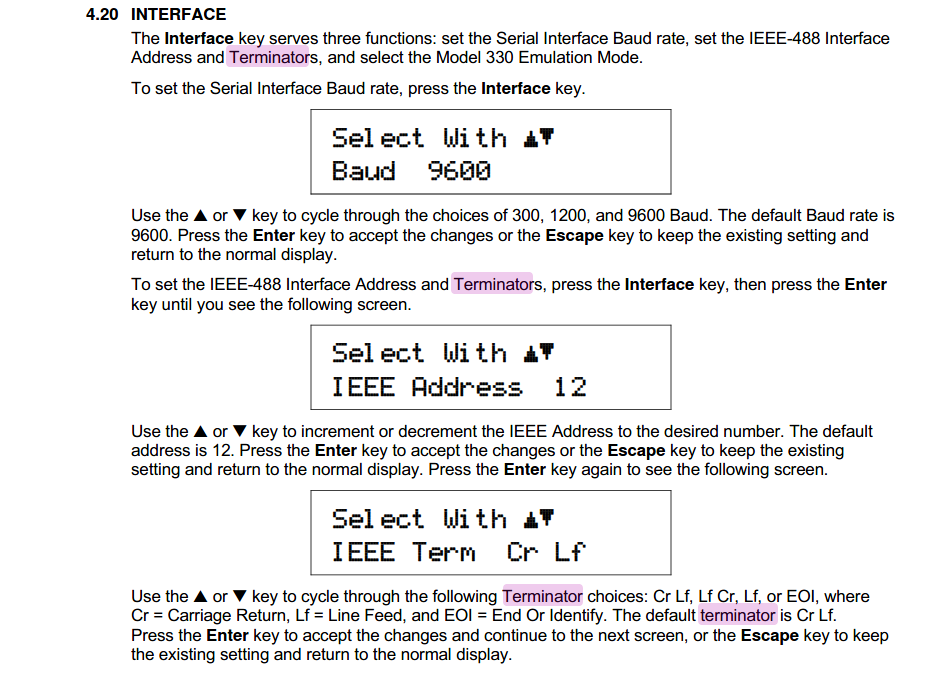 4.20 INTERFACE
The Interface key serves three functions: set the Serial Interface Baud rate, set the IEEE-488 Interface
Address and Terminators, and select the Model 330 Emulation Mode.
To set the Serial Interface Baud rate, press the Interface key.
Select With ▲▼
Baud 9600
Use the ▲ or ▼ key to cycle through the choices of 300, 1200, and 9600 Baud. The default Baud rate is
9600. Press the Enter key to accept the changes or the Escape key to keep the existing setting and
return to the normal display.
To set the IEEE-488 Interface Address and Terminators, press the Interface key, then press the Enter
key until you see the following screen.
Select With ▲▼
IEEE Address 12
Use the ▲ or ▼ key to increment or decrement the IEEE Address to the desired number. The default
address is 12. Press the Enter key to accept the changes or the Escape key to keep the existing
setting and return to the normal display. Press the Enter key again to see the following screen.
Select With ▲▼
IEEE Term Cr Lf
Use the ▲ or ▼ key to cycle through the following Terminator choices: Cr Lf, Lf Cr, Lf, or EOI, where
Cr = Carriage Return, Lf = Line Feed, and EOI = End Or Identify. The default terminator is Cr Lf.
Press the Enter key to accept the changes and continue to the next screen, or the Escape key to keep
the existing setting and return to the normal display.